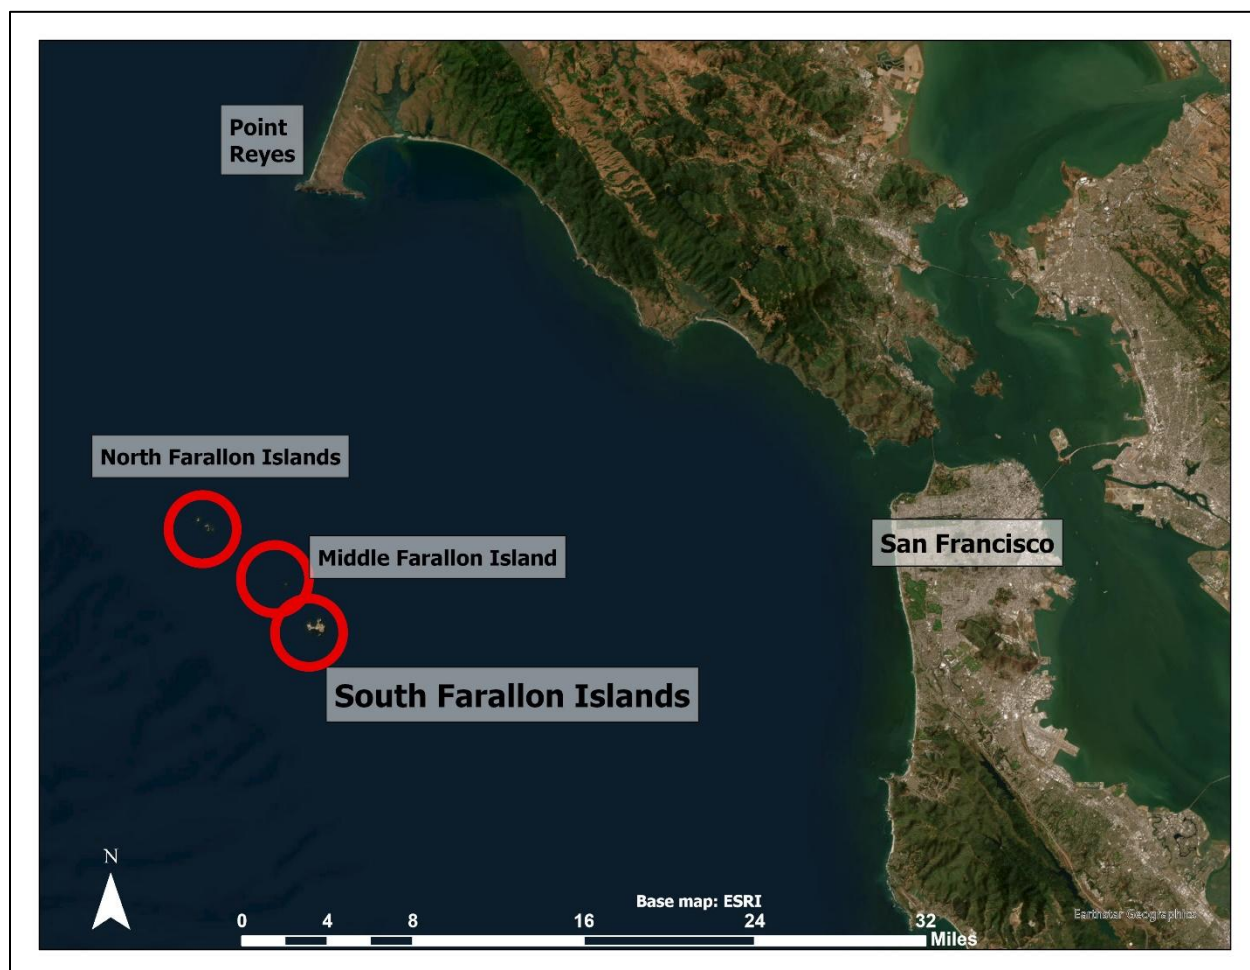 Point
Reyes
North Farallon Islands
Middle Farallon Island
San Francisco
South Farallon Islands
N
Base map: ESRI
0 4 8 16 24 32
Miles
Earthstar Geographics